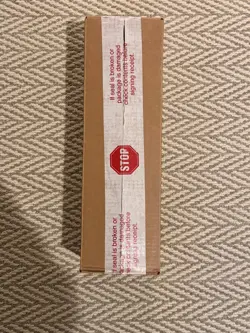 If seal is broken or
package is damaged
check contents before
signing receipt.
STOP
If seal is broken or
package is damaged
check contents before
signing receipt.